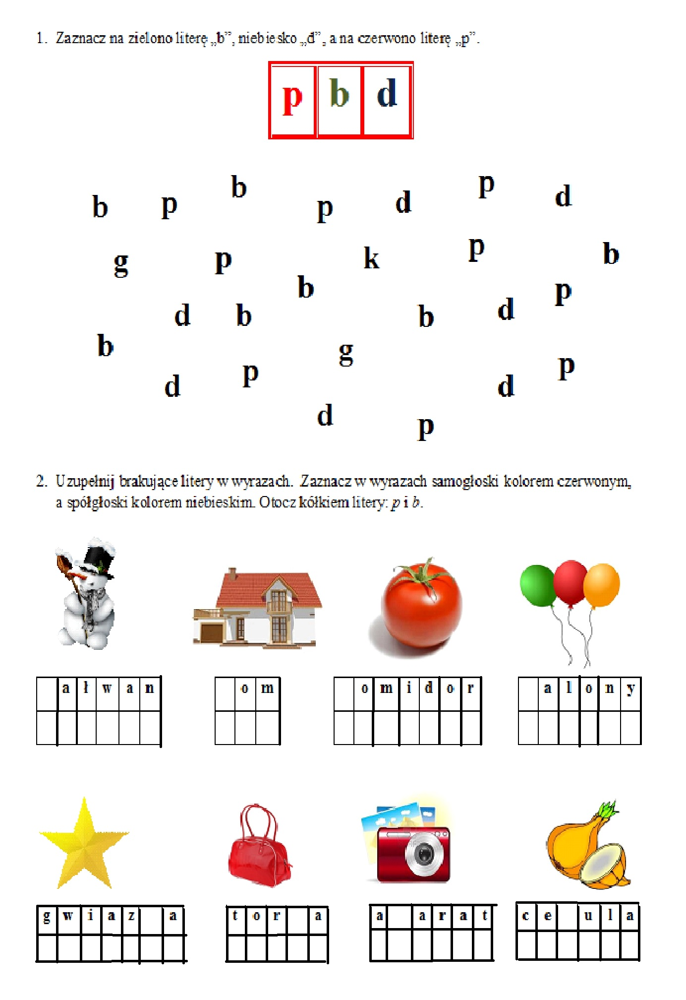 1. Zaznacz na zielono literę „b”, niebiesko „d”, a na czerwono literę „p”.
p b d
b p b p d p d
g p k p b
b p
d b b d
b g
d p d p
d p
2. Uzupełnij brakujące litery w wyrazach. Zaznacz w wyrazach samogłoski kolorem czerwonym,
a spółgłoski kolorem niebieskim. Otocz kółkiem litery: p i b.
a ł w a n o m o m i d o r a l o n y
g w i a z a t o r a a a r a t c e u l a